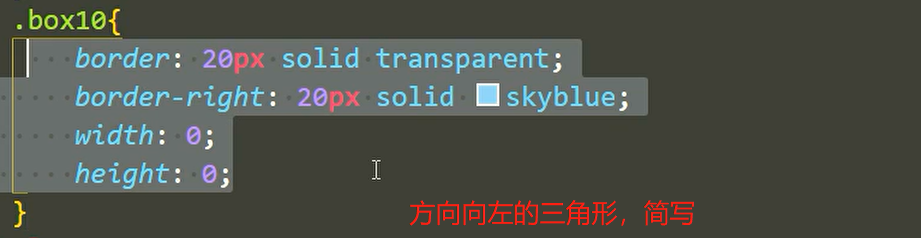 .box10{
border: 20px solid transparent;
border-right: 20px solid skyblue;
width: 0;
height: 0;
}
方向向左的三角形，简写